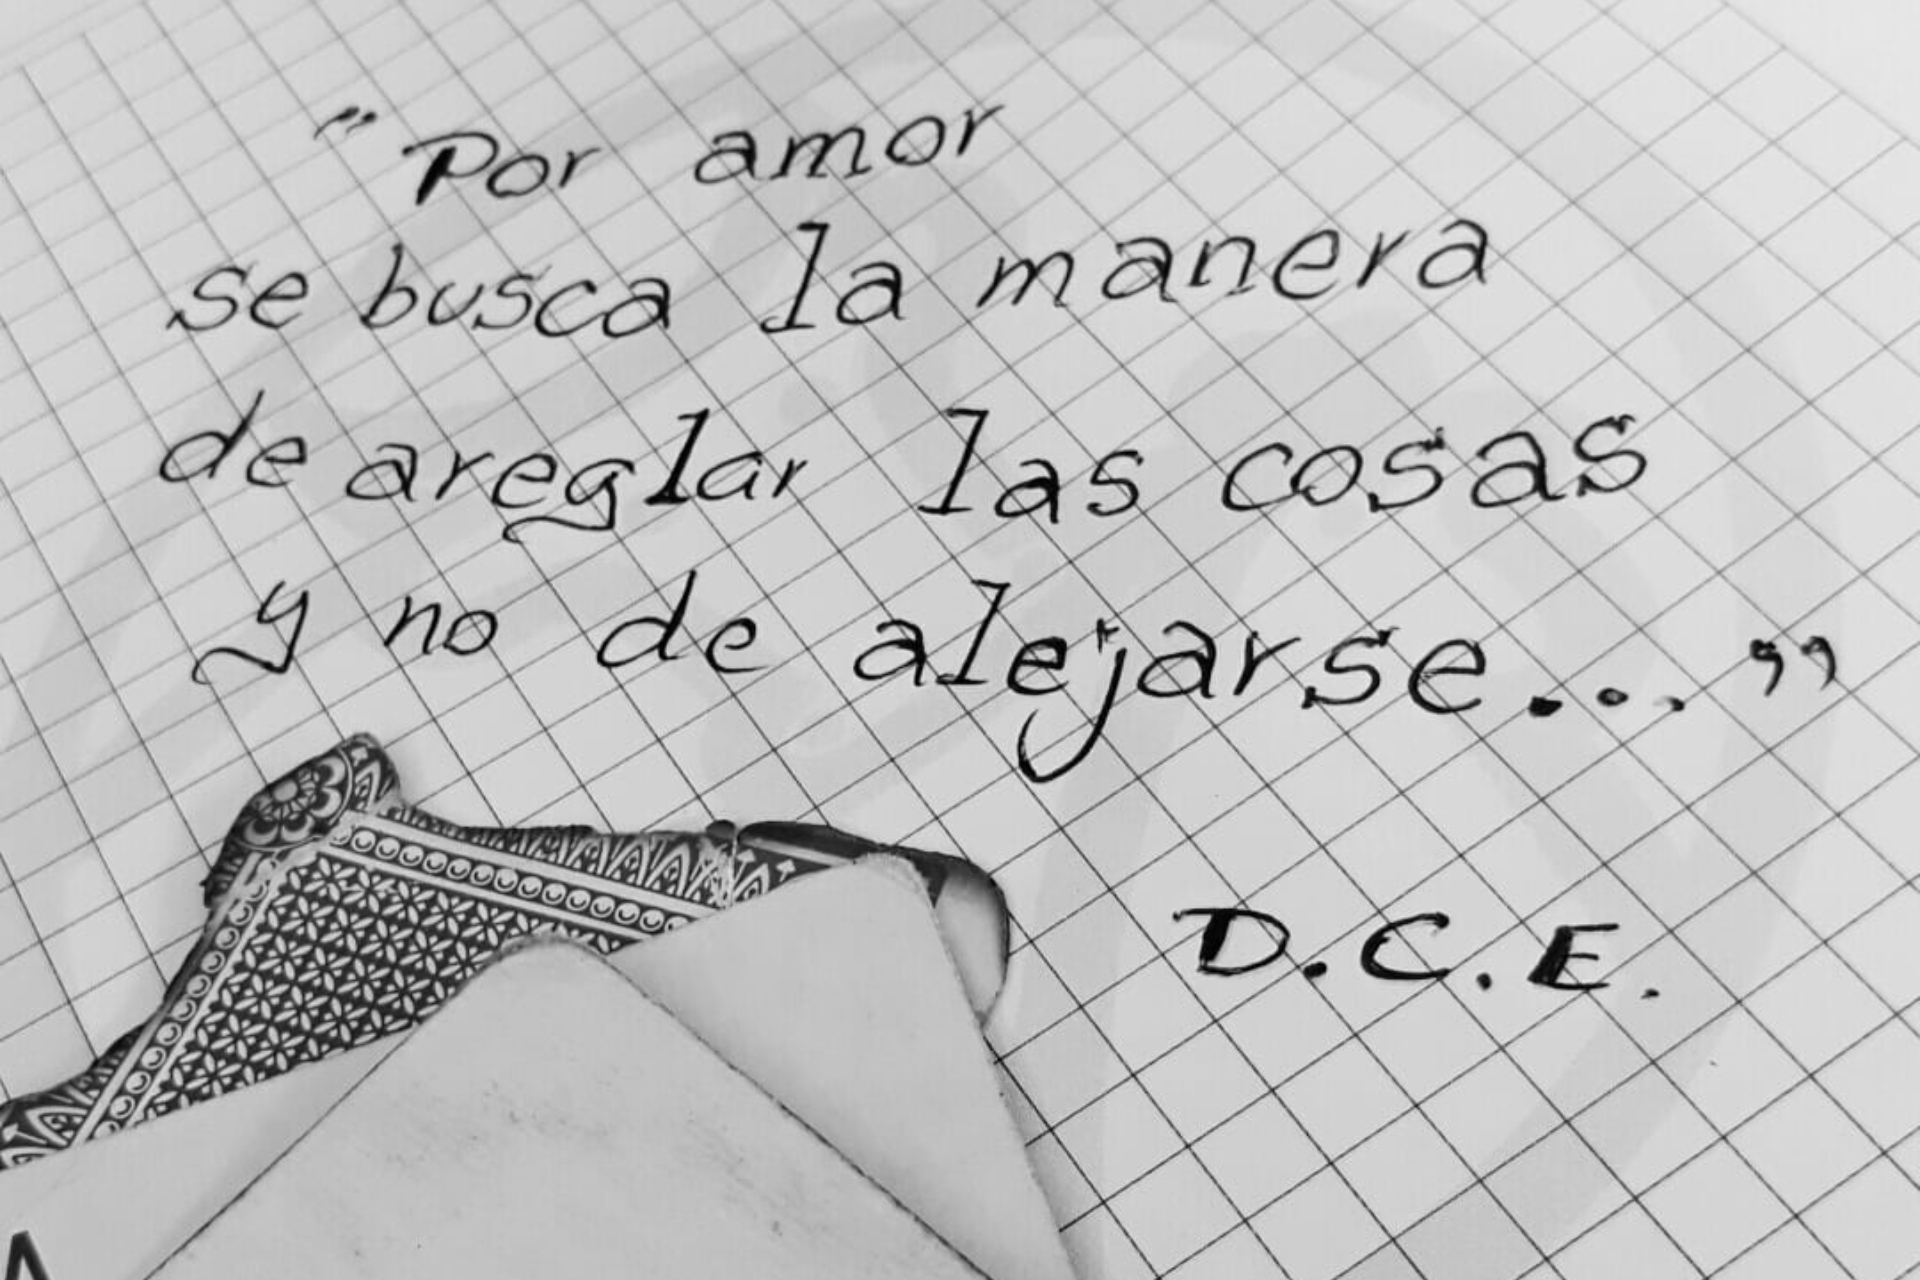 "Por amor
se busca la manera
de areglar las cosas
y no de alejarse..."
D.C.E.
A